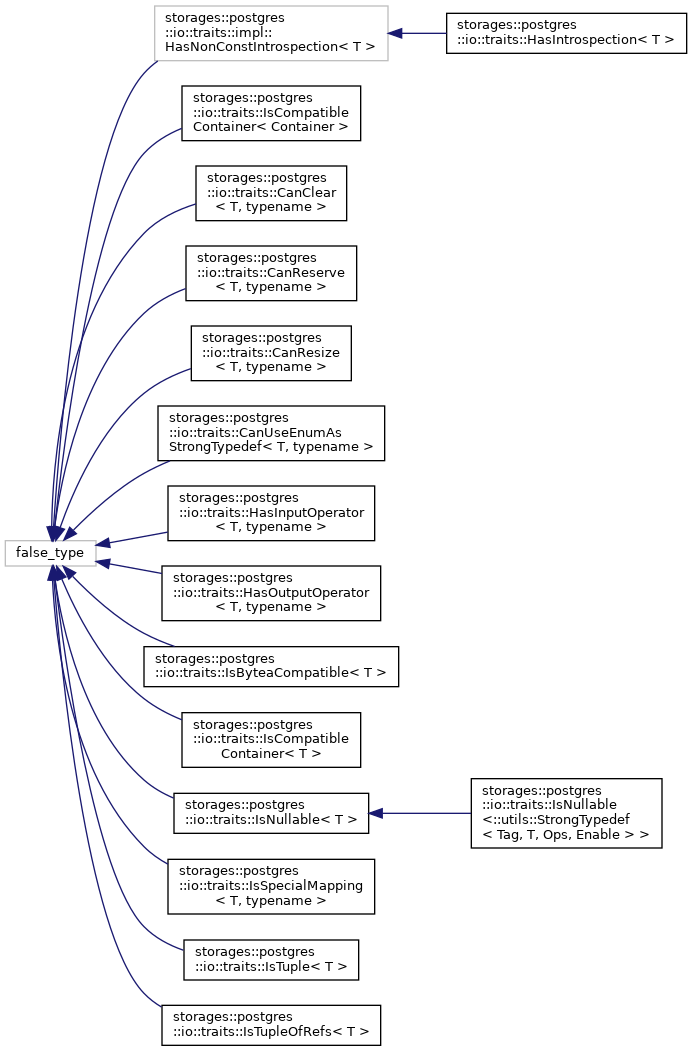 storages::postgres
::io::traits::impl::
HasNonConstIntrospection< T >
storages::postgres
::io::traits::HasIntrospection< T >
storages::postgres
::io::traits::IsCompatible
Container< Container >
storages::postgres
::io::traits::CanClear
< T, typename >
storages::postgres
::io::traits::CanReserve
< T, typename >
storages::postgres
::io::traits::CanResize
< T, typename >
storages::postgres
::io::traits::CanUseEnumAs
StrongTypedef< T, typename >
storages::postgres
::io::traits::HasInputOperator
< T, typename >
false_type
storages::postgres
::io::traits::HasOutputOperator
< T, typename >
storages::postgres
::io::traits::IsByteaCompatible< T >
storages::postgres
::io::traits::IsCompatible
Container< T >
storages::postgres
::io::traits::IsNullable< T >
storages::postgres
::io::traits::IsNullable
<::utils::StrongTypedef
< Tag, T, Ops, Enable > >
storages::postgres
::io::traits::IsSpecialMapping
< T, typename >
storages::postgres
::io::traits::IsTuple< T >
storages::postgres
::io::traits::IsTupleOfRefs< T >